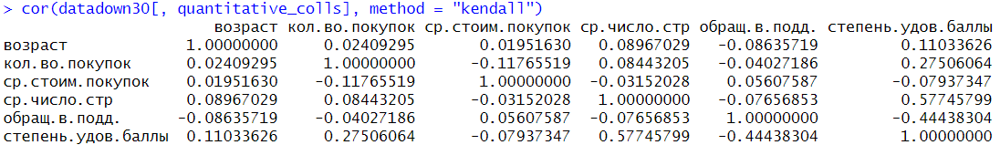 > cor(datadown30[, quantitative_colls], method = "kendall")
возраст кол.во.покупок ср.стоим.покупок ср.число.стр обращ.в.подд. степень.удов.баллы
возраст 1.00000000 0.02409295 0.01951630 0.08967029 -0.08635719 0.11033626
кол.во.покупок 0.02409295 1.00000000 -0.11765519 0.08443205 -0.04027186 0.27506064
ср.стоим.покупок 0.01951630 -0.11765519 1.00000000 -0.03152028 0.05607587 -0.07937347
ср.число.стр 0.08967029 0.08443205 -0.03152028 1.00000000 -0.07656853 0.57745799
обращ.в.подд. -0.08635719 -0.04027186 0.05607587 -0.07656853 1.00000000 -0.44438304
степень.удов.баллы 0.11033626 0.27506064 -0.07937347 0.57745799 -0.44438304 1.00000000